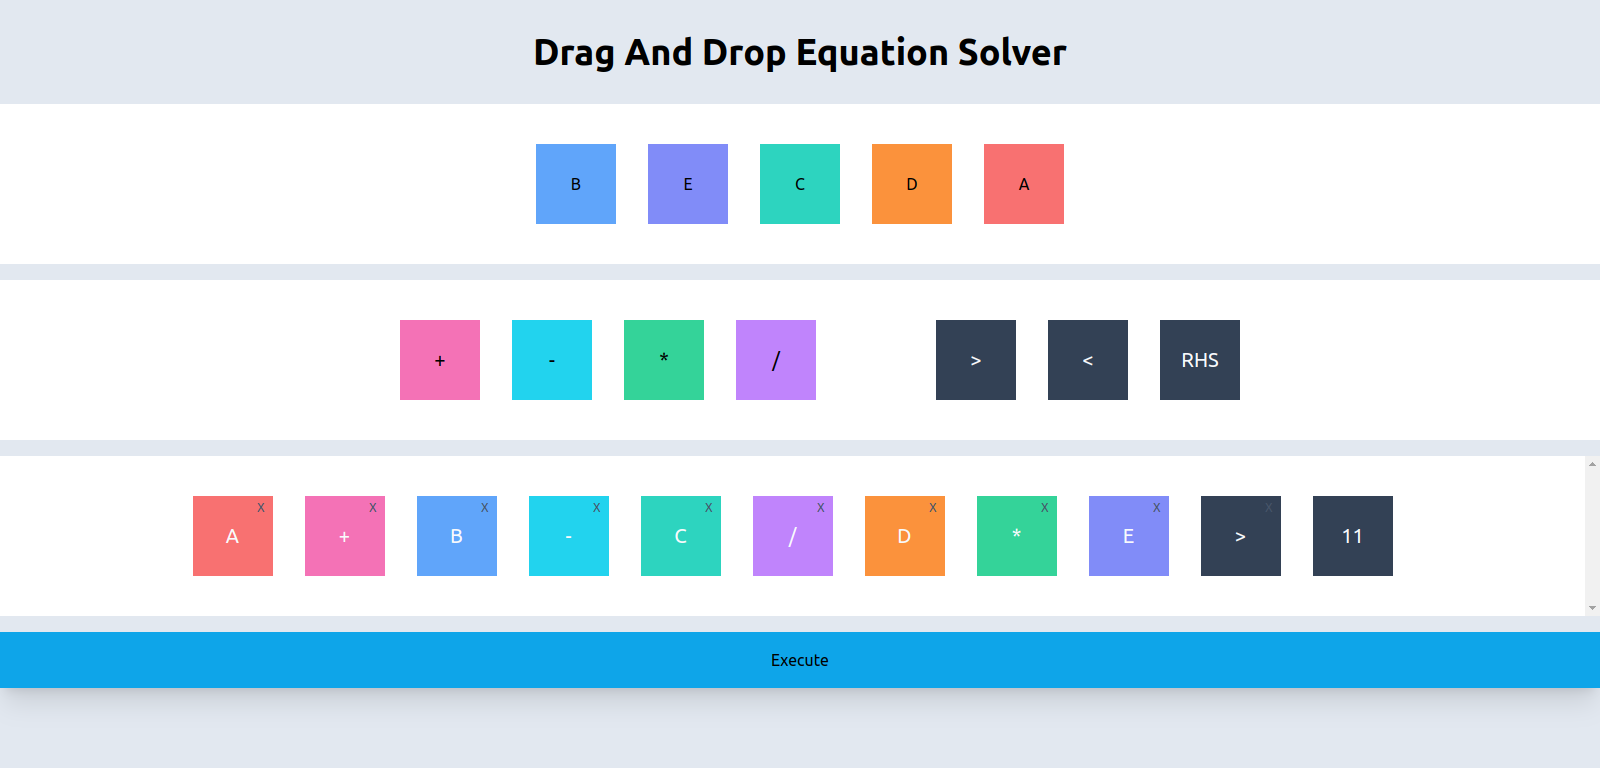 Drag And Drop Equation Solver
B E C D A
+ - * / > < RHS
X X X X X X X X X X
A + B - C / D * E > 11
Execute